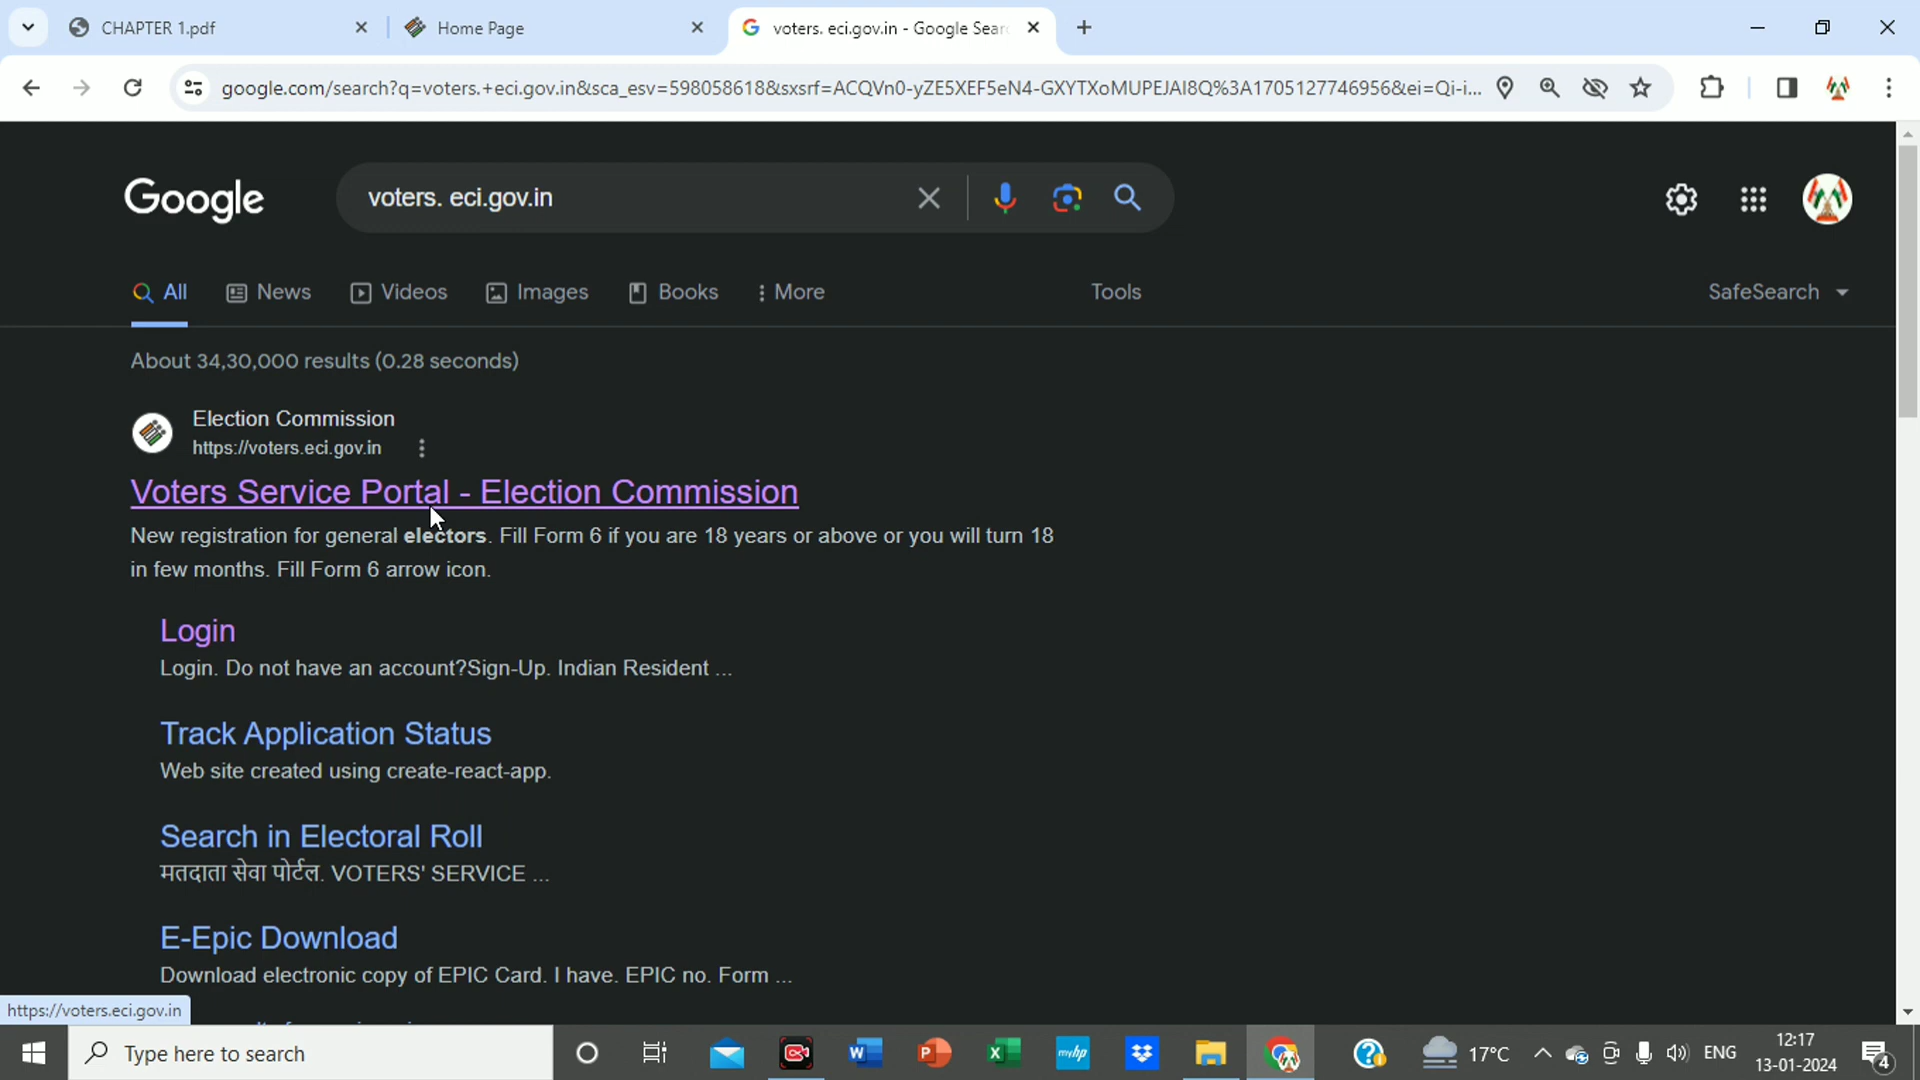 CHAPTER 1.pdf
Home Page
voters. eci.gov.in - Google Sear
google.com/search?q=voters.+eci.gov.in&sca_esv=598058618&sxsrf=ACQVn0-yZE5XEF5eN4-GXYTXoMUPEJAI8Q%3A1705127746956&ei=Qi-i...
Google
voters. eci.gov.in
All
News
Videos
Images
Books
More
Tools
SafeSearch
About 34,30,000 results (0.28 seconds)
Election Commission
https://voters.eci.gov.in
Voters Service Portal - Election Commission
New registration for general electors. Fill Form 6 if you are 18 years or above or you will turn 18
in few months. Fill Form 6 arrow icon.
Login
Login. Do not have an account?Sign-Up. Indian Resident ...
Track Application Status
Web site created using create-react-app.
Search in Electoral Roll
मतदाता सेवा पोर्टल. VOTERS' SERVICE ...
E-Epic Download
Download electronic copy of EPIC Card. I have. EPIC no. Form ...
https://voters.eci.gov.in
Type here to search
17°C
ENG
12:17
13-01-2024
4